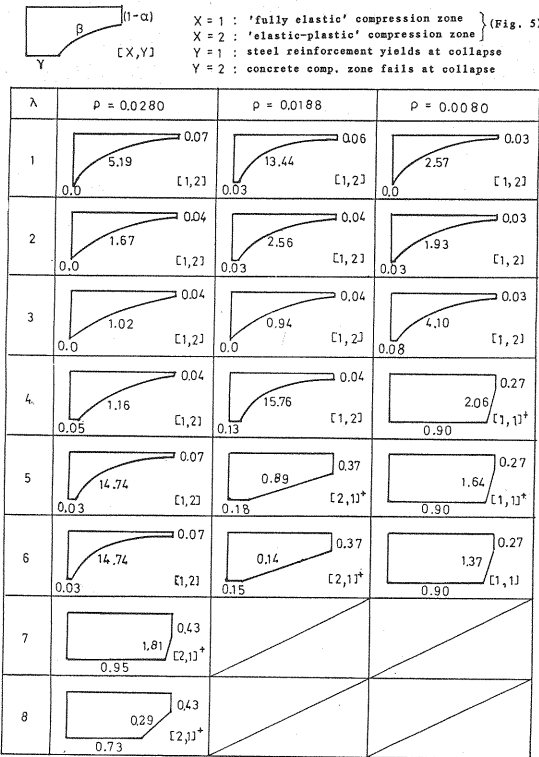 (1-α)
β
γ
[X,Y]
X = 1 : 'fully elastic' compression zone
X = 2 : 'elastic-plastic' compression zone
(Fig. 5)
Y = 1 : steel reinforcement yields at collapse
Y = 2 : concrete comp. zone fails at collapse
λ ρ = 0.0280 ρ = 0.0188 ρ = 0.0080
1
0.07 5.19 0.0 [1,2]
0.06 13.44 0.03 [1,2]
0.03 2.57 0.0 [1,2]
2
0.04 1.67 0.0 [1,2]
0.04 2.56 0.03 [1,2]
0.03 1.93 0.03 [1,2]
3
0.04 1.02 0.0 [1,2]
0.04 0.94 0.0 [1,2]
0.03 4.10 0.08 [1,2]
4
0.04 1.16 0.05 [1,2]
0.04 15.76 0.13 [1,2]
0.27 2.06 0.90 [1,1]+
5
0.07 14.74 0.03 [1,2]
0.37 0.89 0.18 [2,1]+
0.27 1.64 0.90 [1,1]+
6
0.07 14.74 0.03 [1,2]
0.37 0.14 0.15 [2,1]+
0.27 1.37 0.90 [1,1]
7
0.43 1.81 0.95 [2,1]+
8
0.43 0.29 0.73 [2,1]+